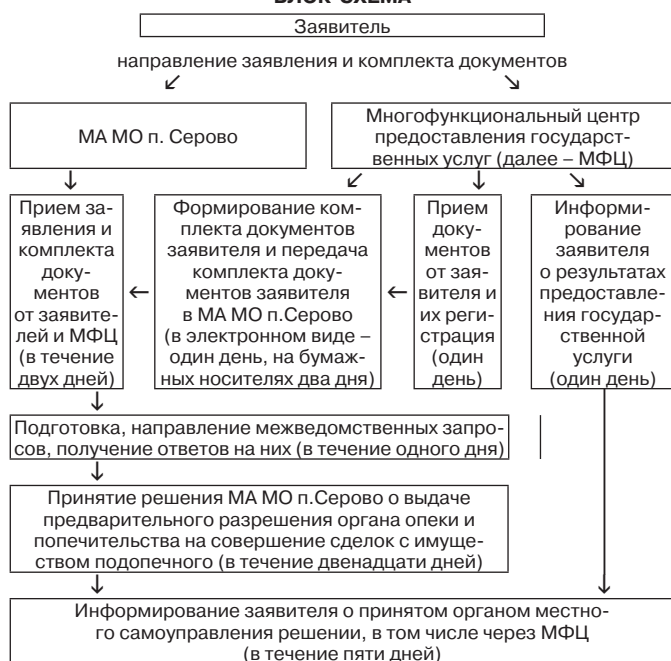 БЛОК-СХЕМА
Заявитель
направление заявления и комплекта документов
МА МО п. Серово
Многофункциональный центр
предоставления государст-
венных услуг (далее – МФЦ)
Прием за-
явления и
комплекта
доку-
ментов
от заявите-
лей и МФЦ
(в течение
двух дней)
Формирование ком-
плекта документов
заявителя и передача
комплекта доку-
ментов заявителя
в МА МО п.Серово
(в электронном виде –
один день, на бумаж-
ных носителях два дня)
Прием
доку-
ментов
от зая-
вителя и
их реги-
страция
(один
день)
Информи-
рование
заявителя
о результатах
предоставле-
ния государ-
ственной
услуги
(один день)
Подготовка, направление межведомственных запро-
сов, получение ответов на них (в течение одного дня)
Принятие решения МА МО п.Серово о выдаче
предварительного разрешения органа опеки и
попечительства на совершение сделок с имуще-
ством подопечного (в течение двенадцати дней)
Информирование заявителя о принятом органом местно-
го самоуправления решении, в том числе через МФЦ
(в течение пяти дней)